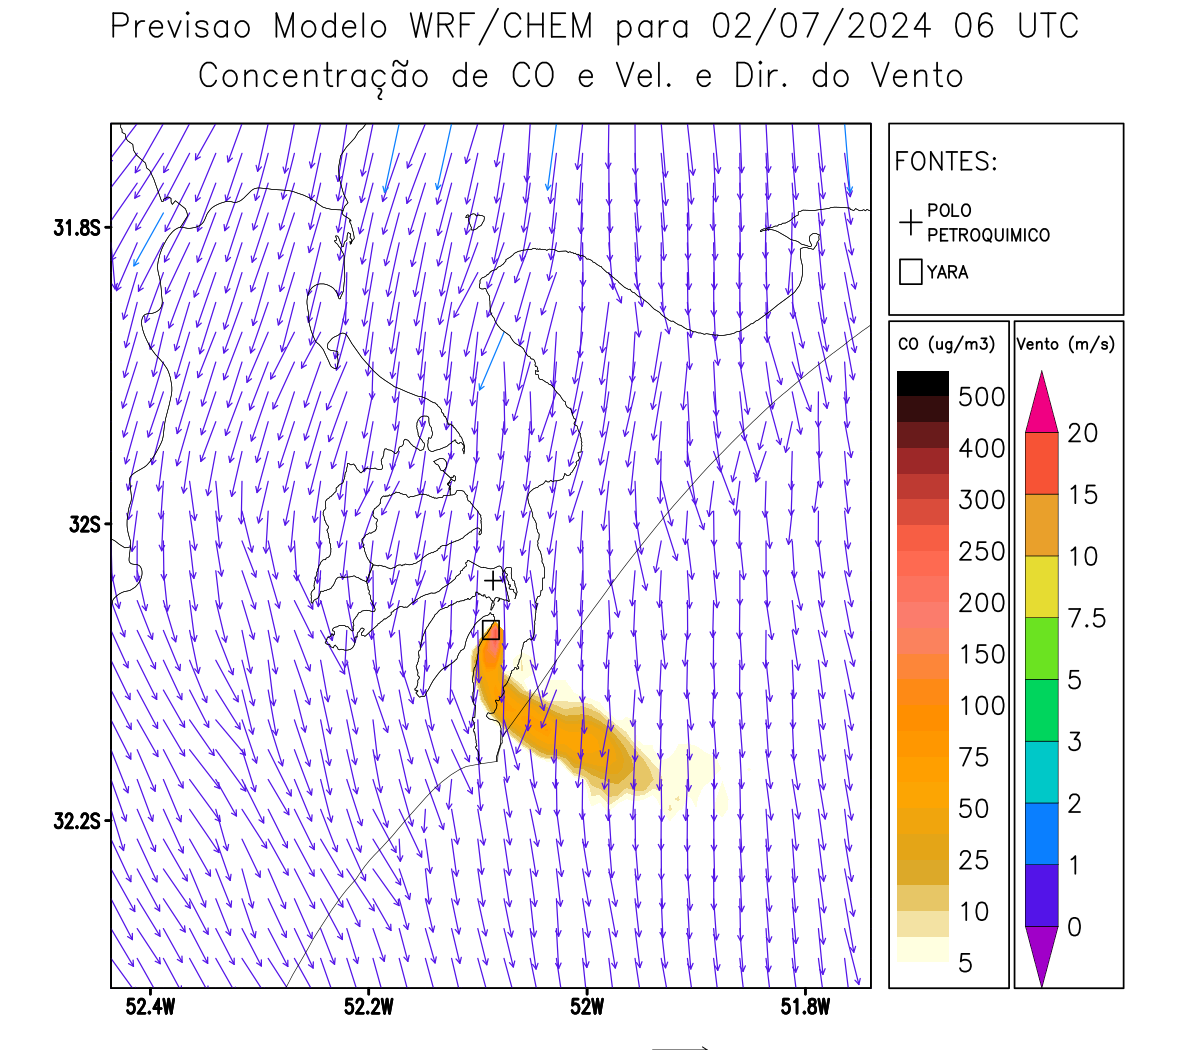 Previsao Modelo WRF/CHEM para 02/07/2024 06 UTC
Concentração de CO e Vel. e Dir. do Vento
FONTES:
POLO
PETROQUIMICO
YARA
CO (ug/m3)
500
400
300
250
200
150
100
75
50
25
10
5
Vento (m/s)
20
15
10
7.5
5
3
2
1
0
31.8S
32S
32.2S
52.4W
52.2W
52W
51.8W